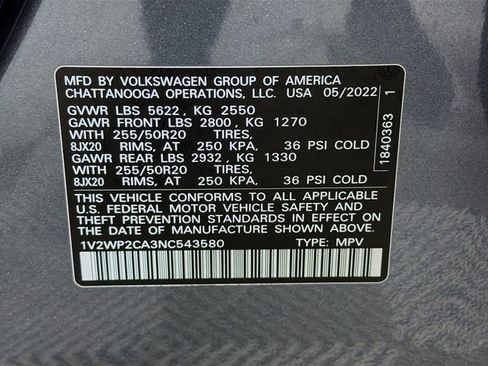 MFD BY VOLKSWAGEN GROUP OF AMERICA
CHATTANOOGA OPERATIONS, LLC. USA 05/2022
GVWR LBS 5622, KG 2550
GAWR FRONT LBS 2800, KG 1270
WITH 255/50R20 TIRES,
8JX20 RIMS, AT 250 KPA, 36 PSI COLD
GAWR REAR LBS 2932, KG 1330
WITH 255/50R20 TIRES,
8JX20 RIMS, AT 250 KPA, 36 PSI COLD
THIS VEHICLE CONFORMS TO ALL APPLICABLE
U.S. FEDERAL MOTOR VEHICLE SAFETY AND
THEFT PREVENTION STANDARDS IN EFFECT ON
THE DATE OF MANUFACTURE SHOWN ABOVE.
1V2WP2CA3NC543580 TYPE: MPV
1840363 1